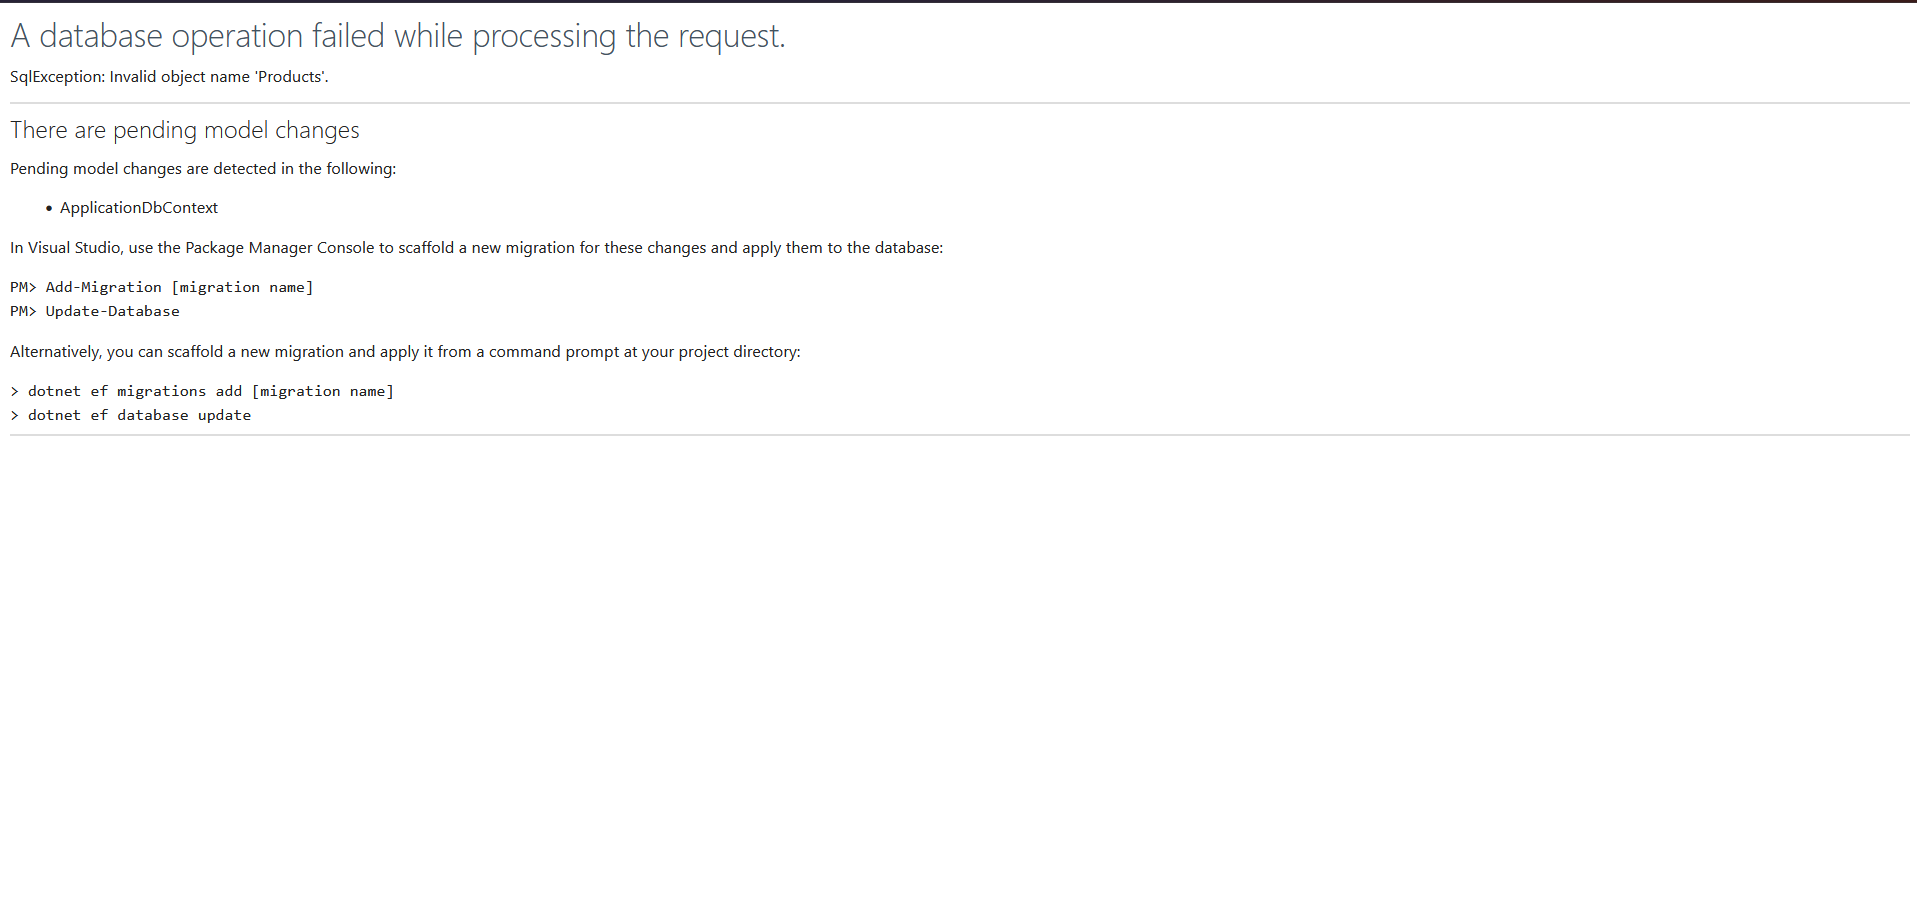 A database operation failed while processing the request.
SqlException: Invalid object name 'Products'.
There are pending model changes
Pending model changes are detected in the following:
• ApplicationDbContext
In Visual Studio, use the Package Manager Console to scaffold a new migration for these changes and apply them to the database:
PM> Add-Migration [migration name]
PM> Update-Database
Alternatively, you can scaffold a new migration and apply it from a command prompt at your project directory:
> dotnet ef migrations add [migration name]
> dotnet ef database update